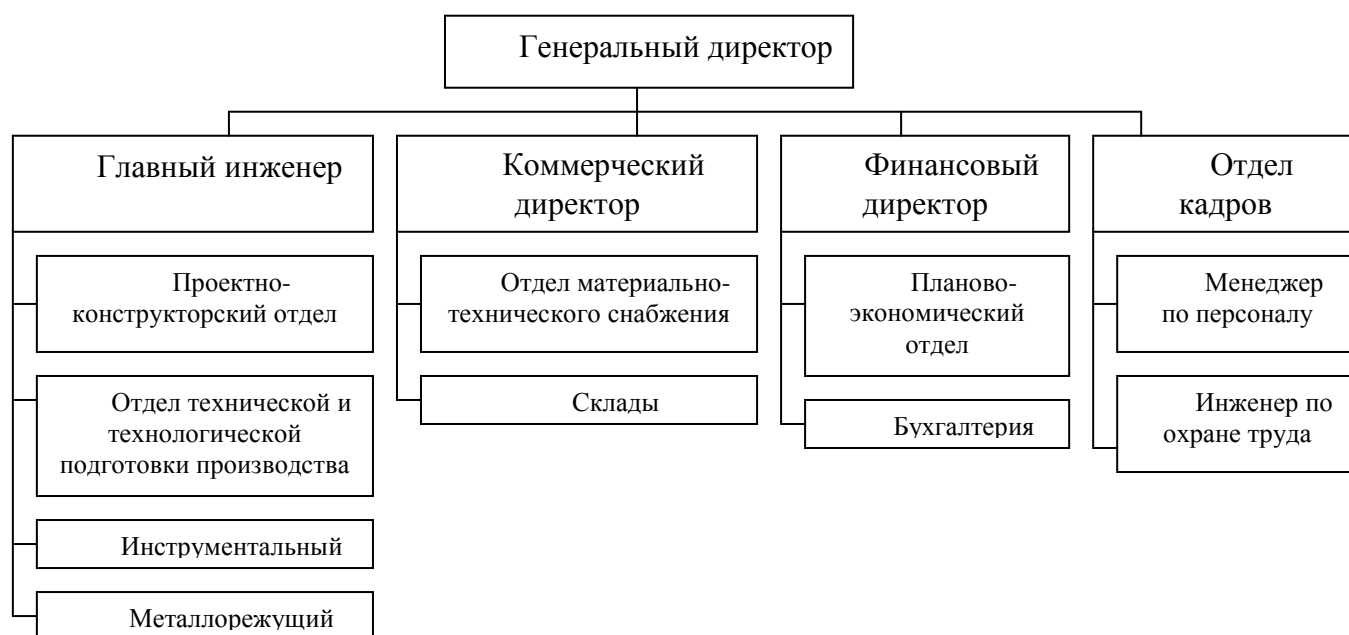 Генеральный директор
Главный инженер
Коммерческий
директор
Финансовый
директор
Отдел
кадров
Проектно-
конструкторский отдел
Отдел технической и
технологической
подготовки производства
Инструментальный
Металлорежущий
Отдел материально-
технического снабжения
Склады
Планово-
экономический
отдел
Бухгалтерия
Менеджер
по персоналу
Инженер по
охране труда